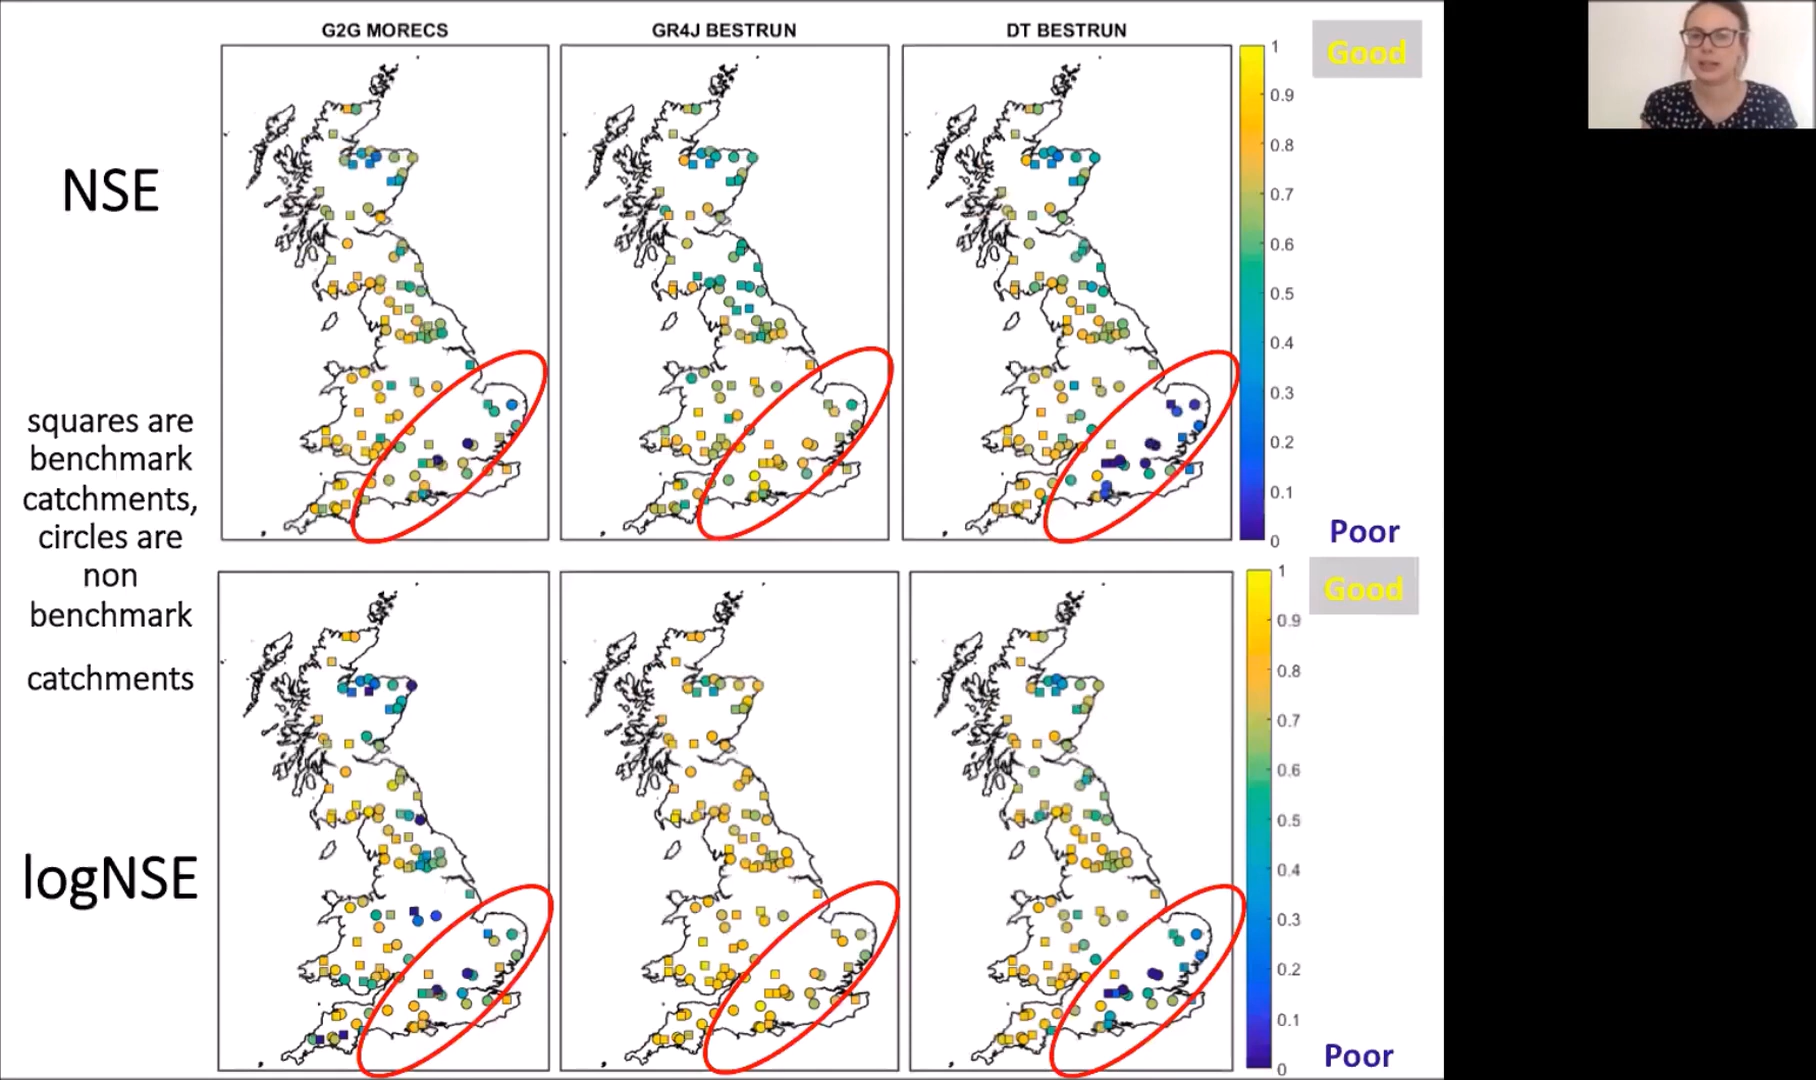 G2G MORECS
GR4J BESTRUN
DT BESTRUN
1
0.9
0.8
0.7
0.6
0.5
0.4
0.3
0.2
0.1
0
Good
Poor
NSE
squares are
benchmark
catchments,
circles are
non
benchmark
catchments
logNSE
1
0.9
0.8
0.7
0.6
0.5
0.4
0.3
0.2
0.1
0
Good
Poor